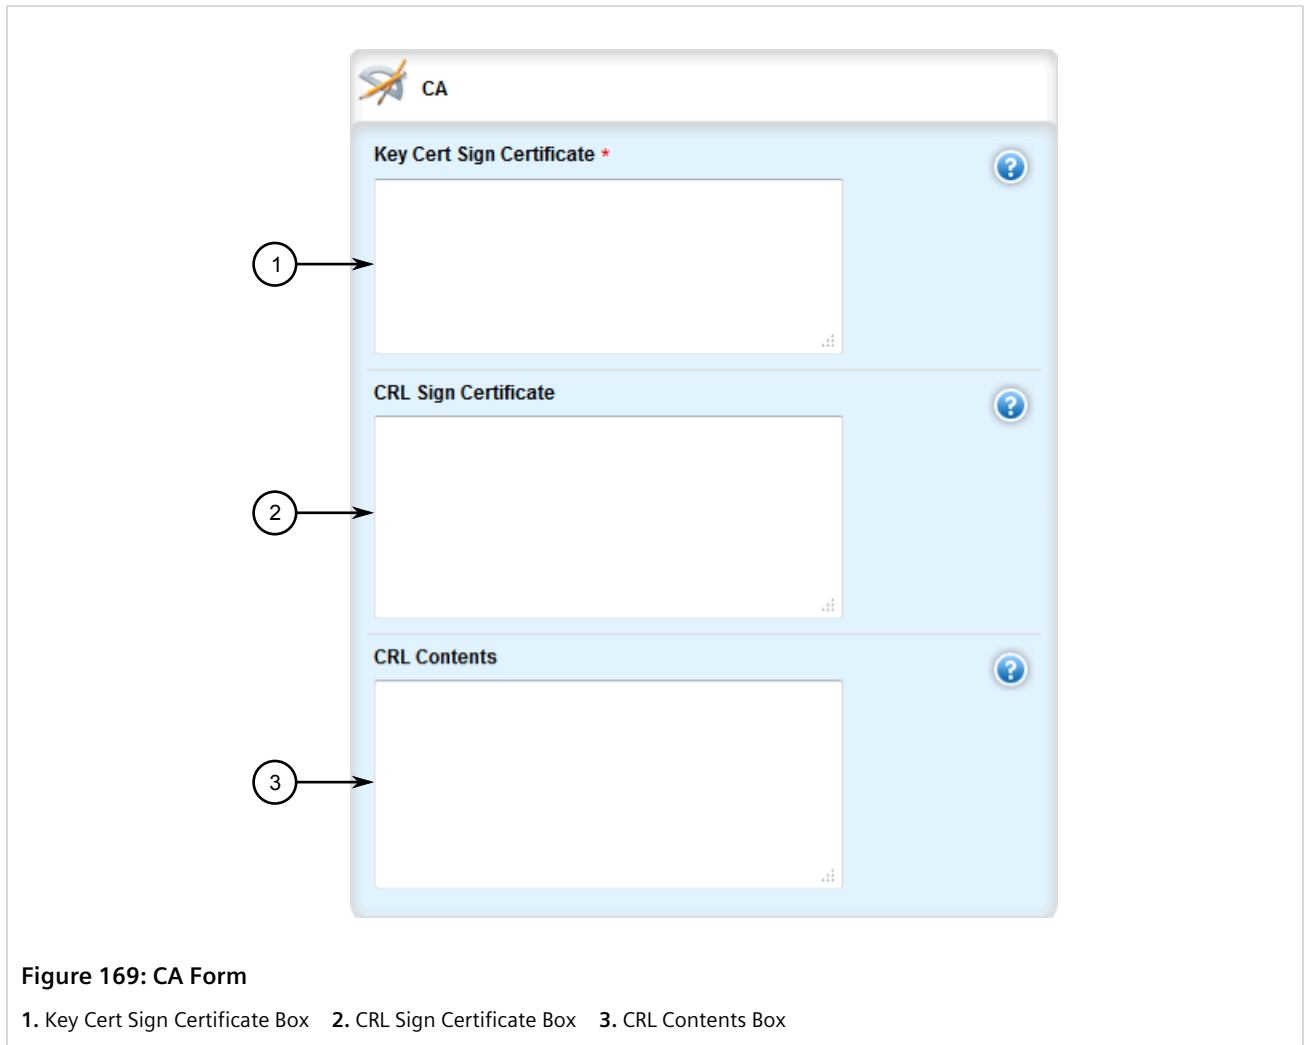 CA
Key Cert Sign Certificate *
?
1
CRL Sign Certificate
?
2
CRL Contents
?
3
Figure 169: CA Form
1. Key Cert Sign Certificate Box 2. CRL Sign Certificate Box 3. CRL Contents Box